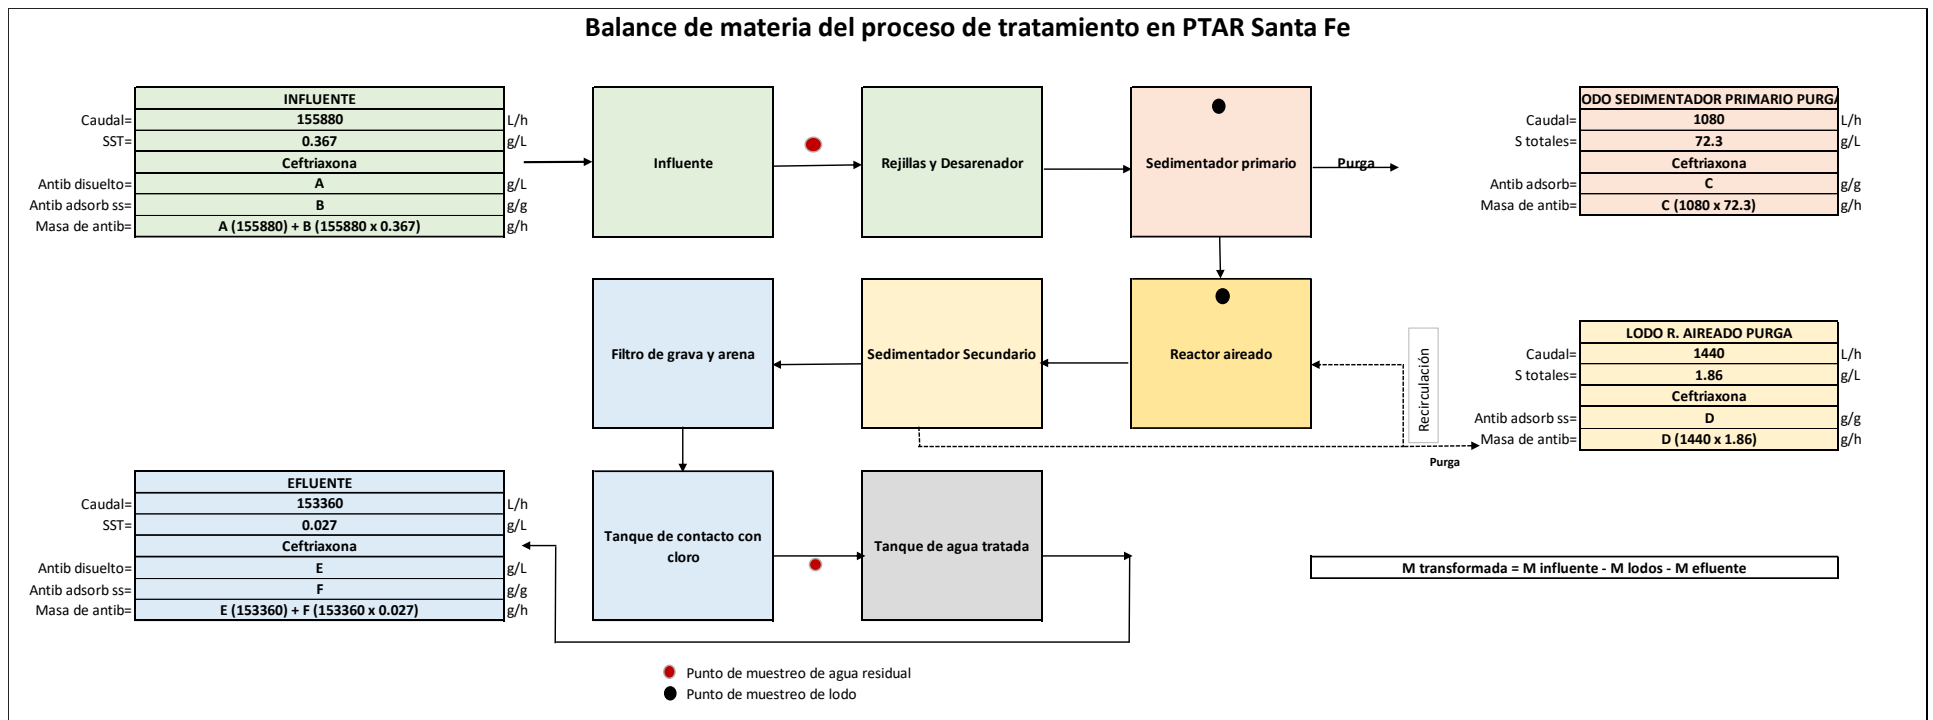 Balance de materia del proceso de tratamiento en PTAR Santa Fe
INFLUENTE
Caudal= 155880 L/h
SST= 0.367 g/L
Ceftriaxona
Antib disuelto= A g/L
Antib adsorb ss= B g/g
Masa de antib= A (155880) + B (155880 x 0.367) g/h
Influente
Rejillas y Desarenador
Sedimentador primario
Purga
ODO SEDIMENTADOR PRIMARIO PURGA
Caudal= 1080 L/h
S totales= 72.3 g/L
Ceftriaxona
Antib adsorb= C g/g
Masa de antib= C (1080 x 72.3) g/h
Filtro de grava y arena
Sedimentador Secundario
Reactor aireado
Recirculación
Purga
LODO R. AIREADO PURGA
Caudal= 1440 L/h
S totales= 1.86 g/L
Ceftriaxona
Antib adsorb ss= D g/g
Masa de antib= D (1440 x 1.86) g/h
EFLUENTE
Caudal= 153360 L/h
SST= 0.027 g/L
Ceftriaxona
Antib disuelto= E g/L
Antib adsorb ss= F g/g
Masa de antib= E (153360) + F (153360 x 0.027) g/h
Tanque de contacto con
cloro
Tanque de agua tratada
M transformada = M influente - M lodos - M efluente
Punto de muestreo de agua residual
Punto de muestreo de lodo